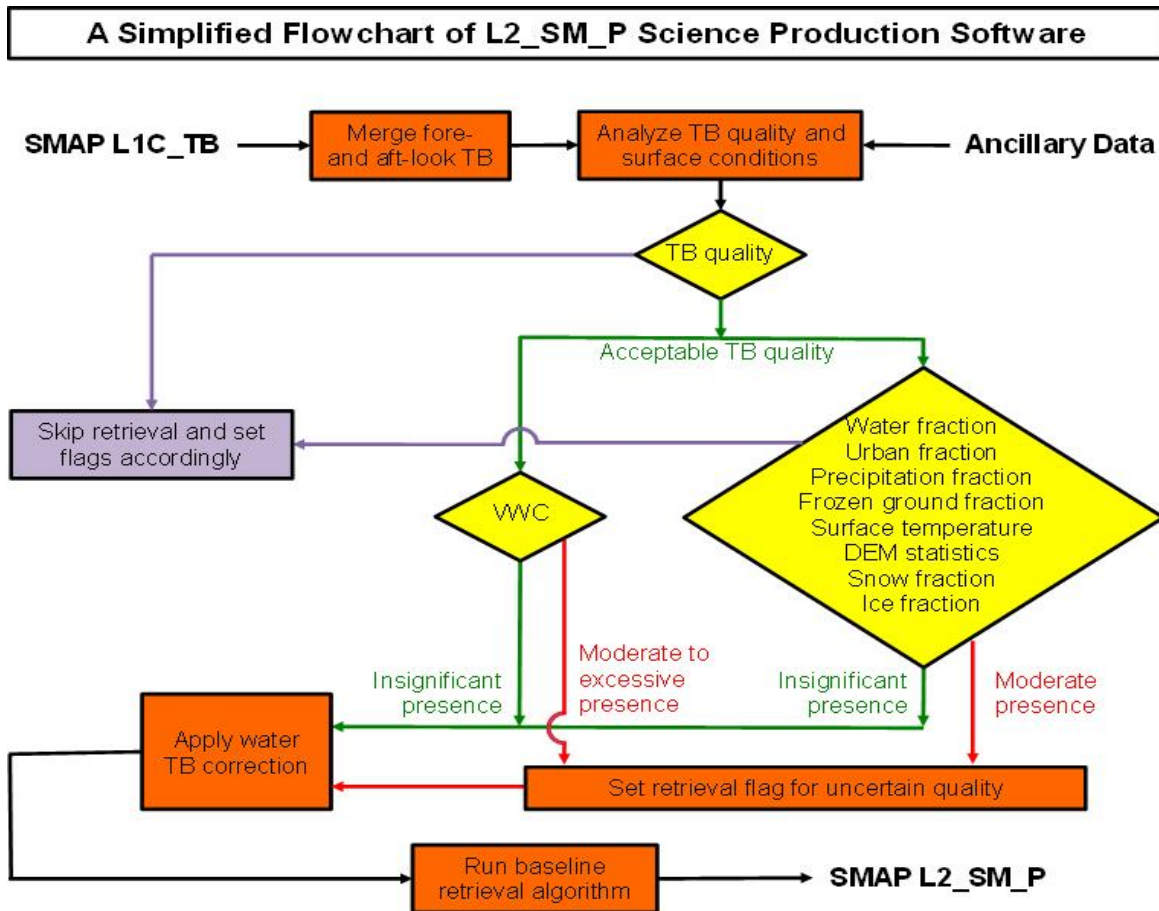 A Simplified Flowchart of L2_SM_P Science Production Software
SMAP L1C_TB
Merge fore-
and aft-look TB
Analyze TB quality and
surface conditions
Ancillary Data
TB quality
Acceptable TB quality
Skip retrieval and set
flags accordingly
VWC
Water fraction
Urban fraction
Precipitation fraction
Frozen ground fraction
Surface temperature
DEM statistics
Snow fraction
Ice fraction
Insignificant
presence
Moderate to
excessive
presence
Insignificant
presence
Moderate
presence
Apply water
TB correction
Set retrieval flag for uncertain quality
Run baseline
retrieval algorithm
SMAP L2_SM_P